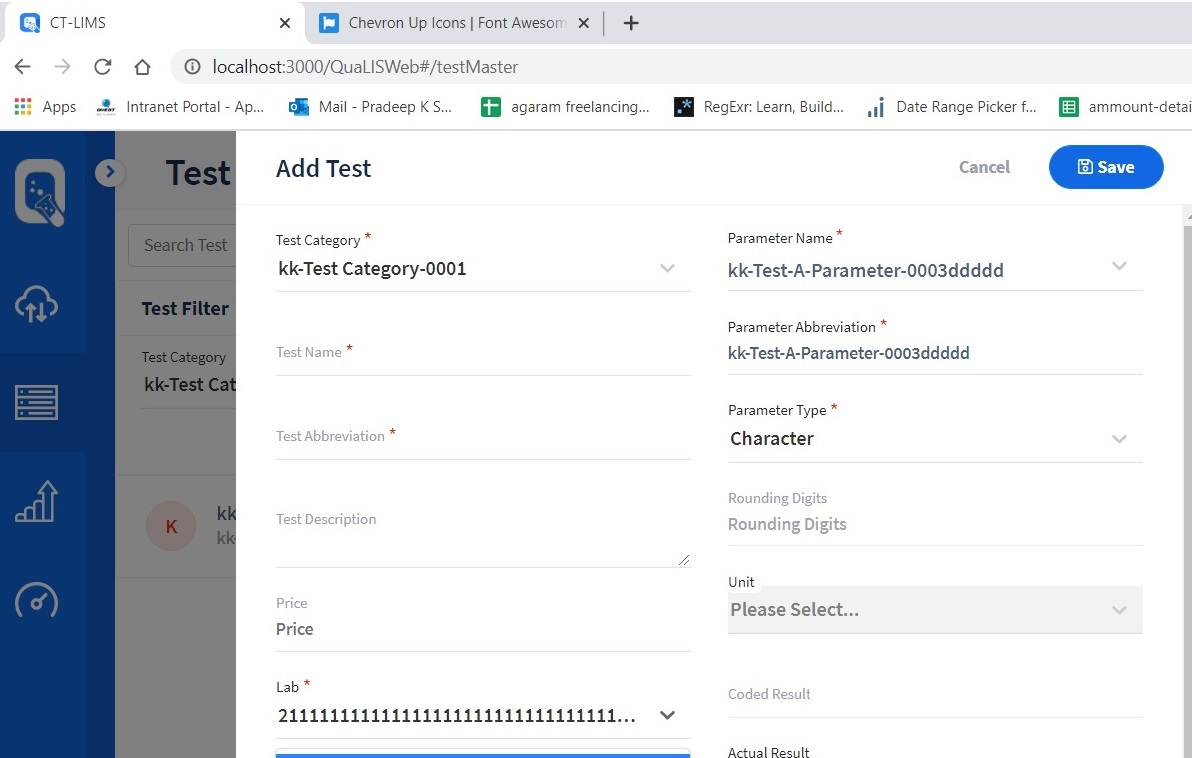 CT-LIMS
Chevron Up Icons | Font Awesom
localhost:3000/QuaLISWeb#/testMaster
Apps
Intranet Portal - Ap...
Mail - Pradeep K S...
agaram freelancing...
RegExr: Learn, Build...
Date Range Picker f...
ammount-detai
Test
Search Test
Test Filter
Test Category
kk-Test Cat
K
kk
kk-
Add Test
Cancel
Save
Test Category *
kk-Test Category-0001
Test Name *
Test Abbreviation *
Test Description
Price
Price
Lab *
Parameter Name *
kk-Test-A-Parameter-0003ddddd
Parameter Abbreviation *
kk-Test-A-Parameter-0003ddddd
Parameter Type *
Character
Rounding Digits
Rounding Digits
Unit
Please Select...
Coded Result
Actual Result